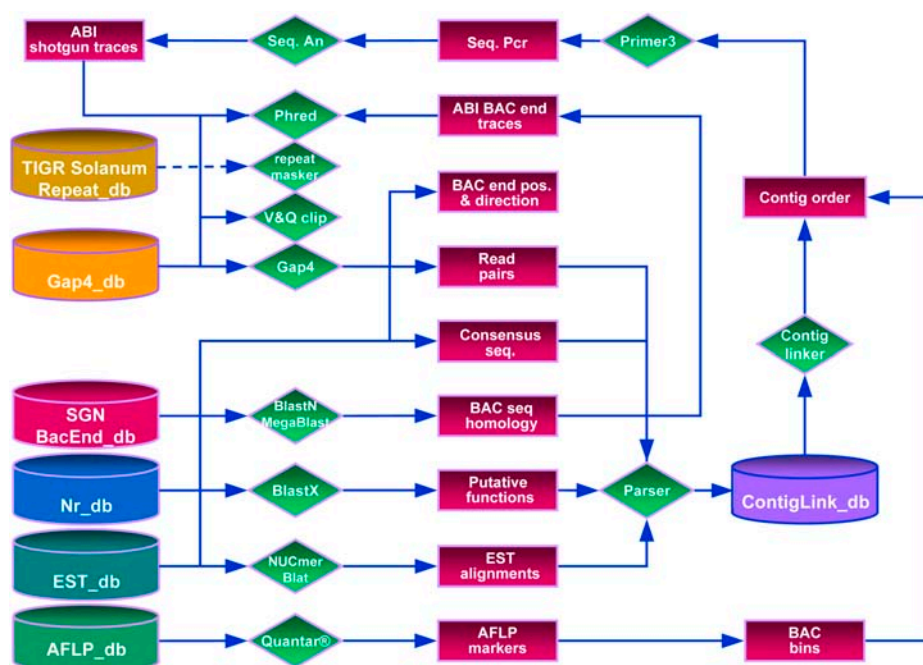 ABI
shotgun traces
Seq. An
Seq. Pcr
Primer3
Phred
ABI BAC end
traces
TIGR Solanum
Repeat_db
repeat
masker
BAC end pos.
& direction
Contig order
V&Q clip
Gap4_db
Gap4
Read
pairs
Consensus
seq.
Contig
linker
SGN
BacEnd_db
BlastN
MegaBlast
BAC seq
homology
Nr_db
BlastX
Putative
functions
Parser
ContigLink_db
EST_db
NUCmer
Blat
EST
alignments
AFLP_db
Quantar®
AFLP
markers
BAC
bins